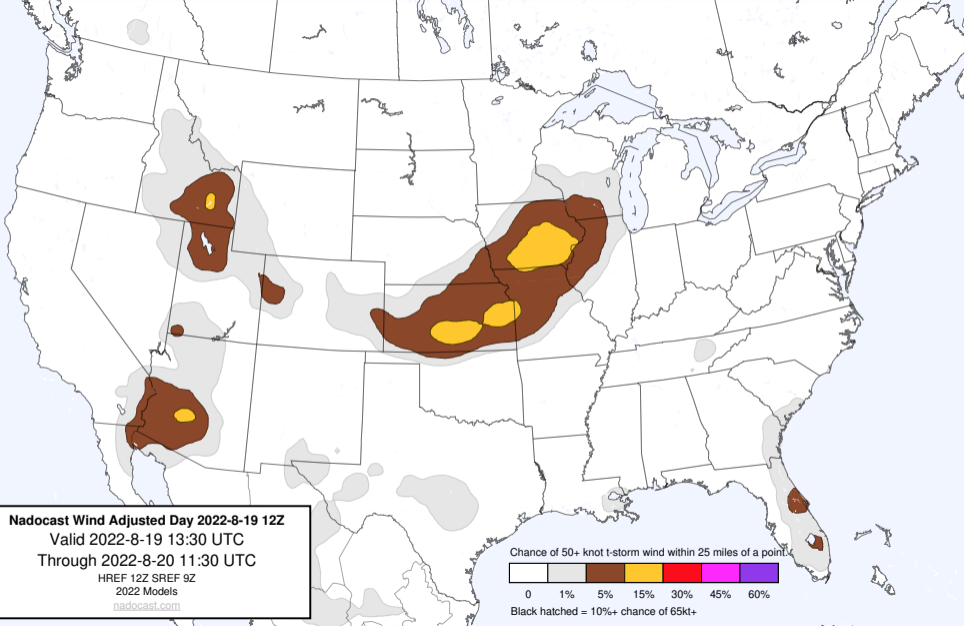 Nadocast Wind Adjusted Day 2022-8-19 12Z
Valid 2022-8-19 13:30 UTC
Through 2022-8-20 11:30 UTC
HREF 12Z SREF 9Z
2022 Models
nadocast.com
Chance of 50+ knot t-storm wind within 25 miles of a point.
0 1% 5% 15% 30% 45% 60%
Black hatched = 10%+ chance of 65kt+